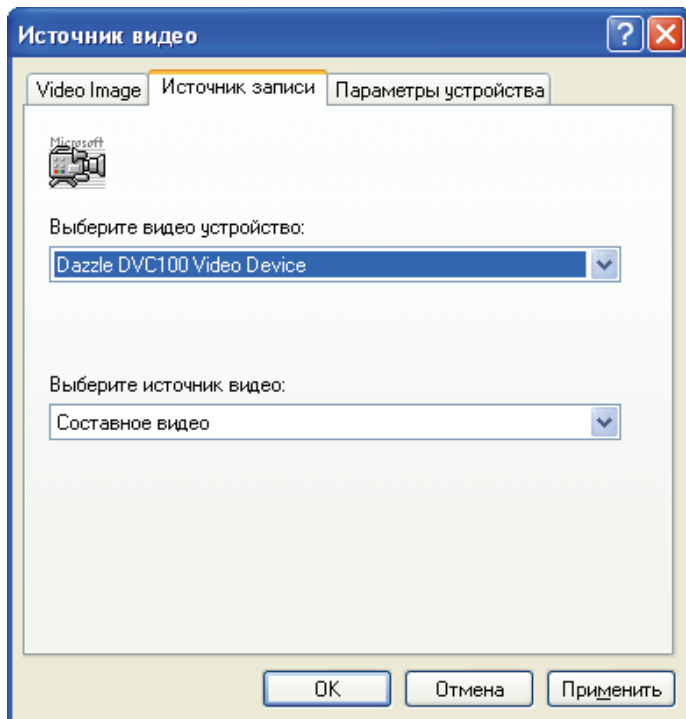 Источник видео
Video Image Источник записи Параметры устройства
Microsoft
Выберите видео устройство:
Dazzle DVC100 Video Device
Выберите источник видео:
Составное видео
OK Отмена Применить